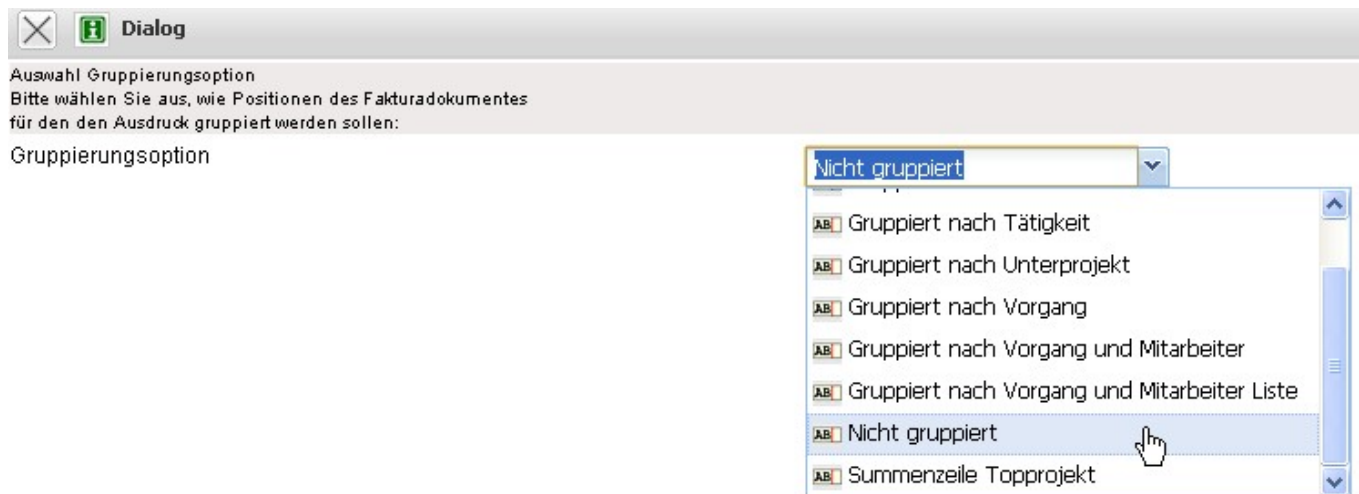 Dialog
Auswahl Gruppierungsoption
Bitte wählen Sie aus, wie Positionen des Fakturadokumentes
für den den Ausdruck gruppiert werden sollen:
Gruppierungsoption
Nicht gruppiert
Gruppiert nach Tätigkeit
Gruppiert nach Unterprojekt
Gruppiert nach Vorgang
Gruppiert nach Vorgang und Mitarbeiter
Gruppiert nach Vorgang und Mitarbeiter Liste
Nicht gruppiert
Summenzeile Topprojekt